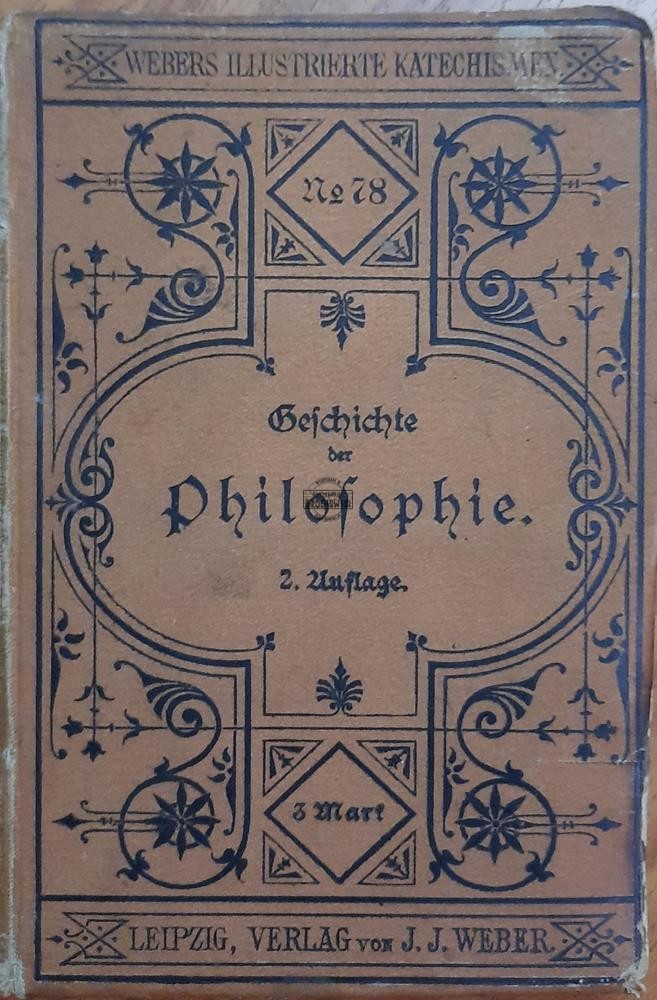 WEBERS ILLUSTRIERTE KATECHISMEN
No 78
Geschichte
der
Philosophie.
2. Auflage.
3 Mark
LEIPZIG, VERLAG VON J. J. WEBER.